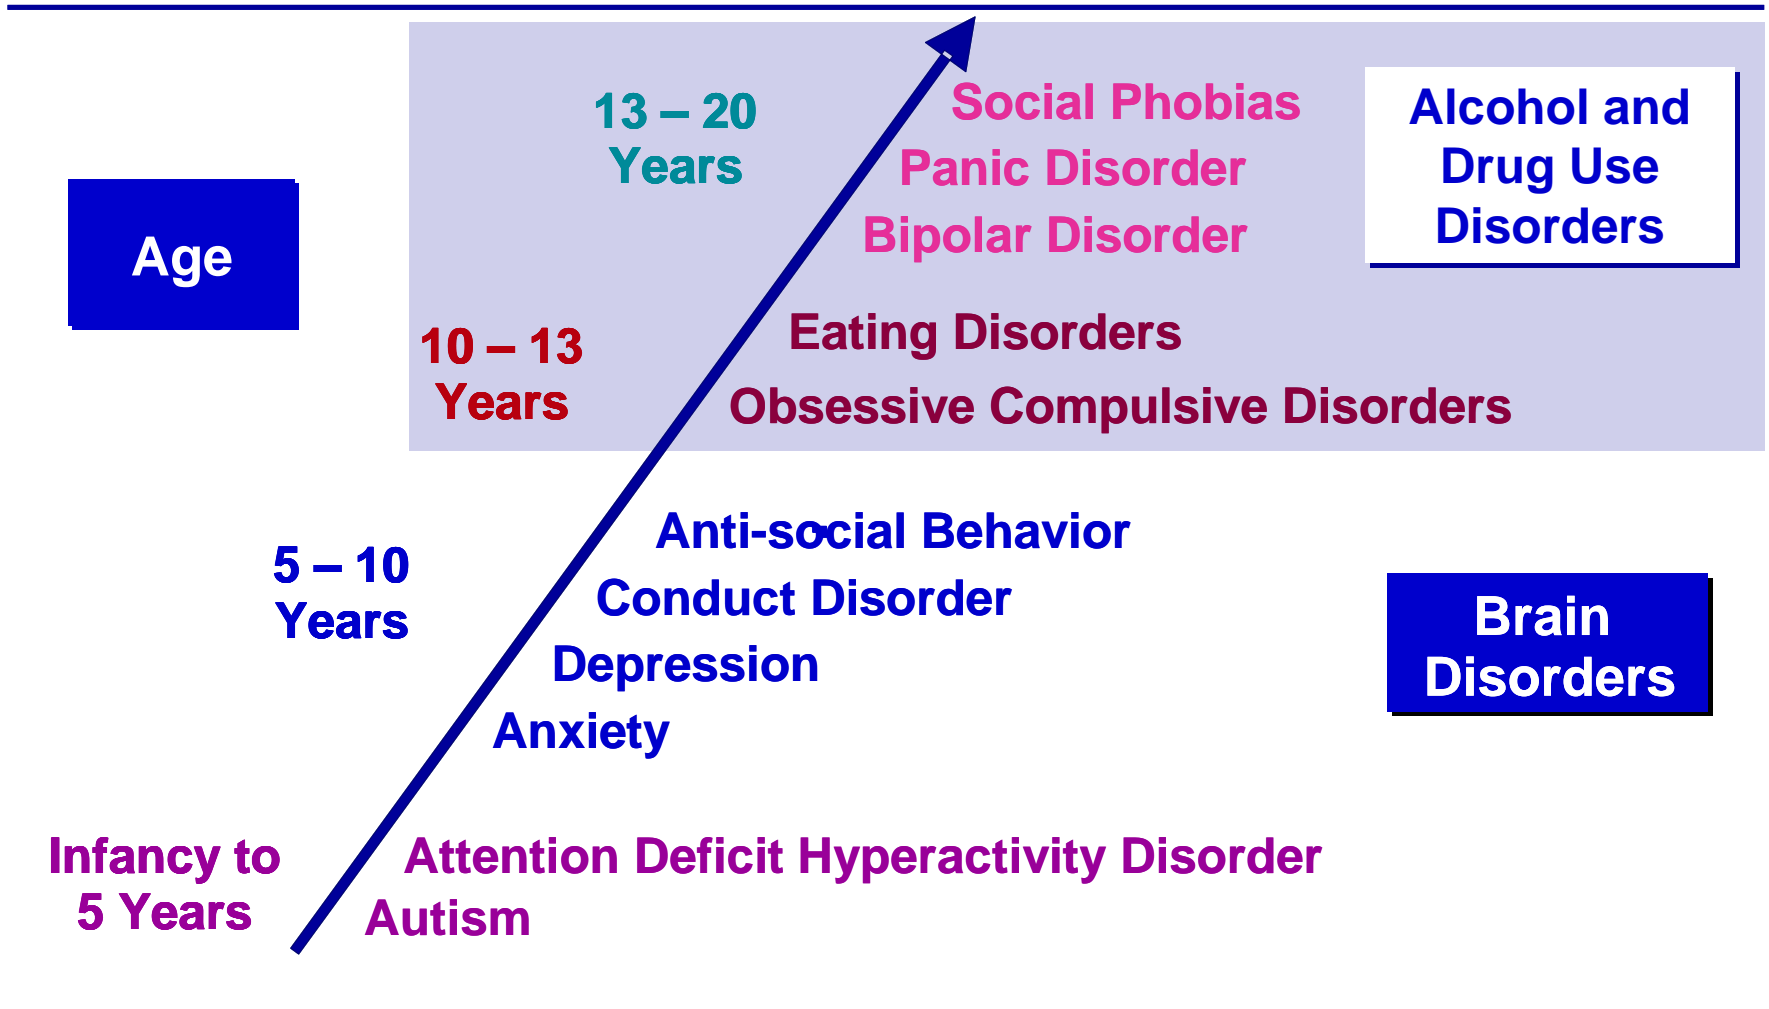 13 – 20
Years
Social Phobias
Panic Disorder
Bipolar Disorder
Alcohol and
Drug Use
Disorders
Age
10 – 13
Years
Eating Disorders
Obsessive Compulsive Disorders
5 – 10
Years
Anti-social Behavior
Conduct Disorder
Depression
Anxiety
Brain
Disorders
Infancy to
5 Years
Attention Deficit Hyperactivity Disorder
Autism